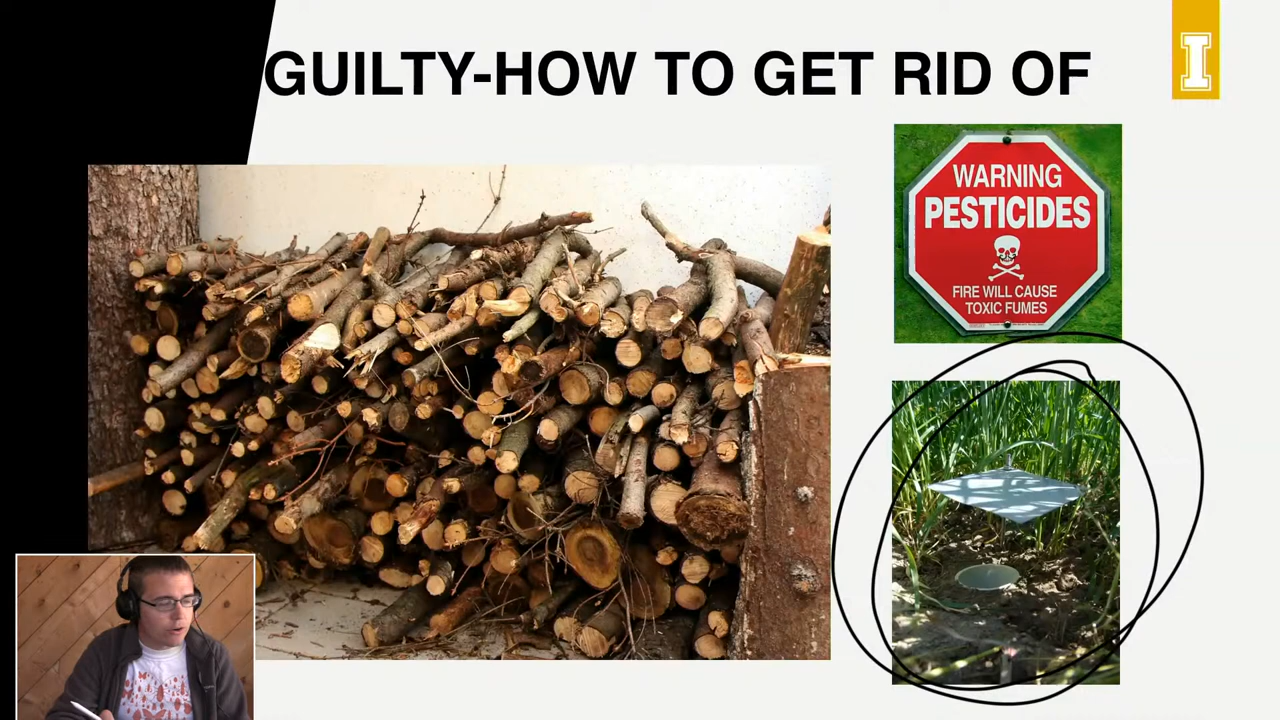 GUILTY-HOW TO GET RID OF
I
WARNING
PESTICIDES
FIRE WILL CAUSE
TOXIC FUMES